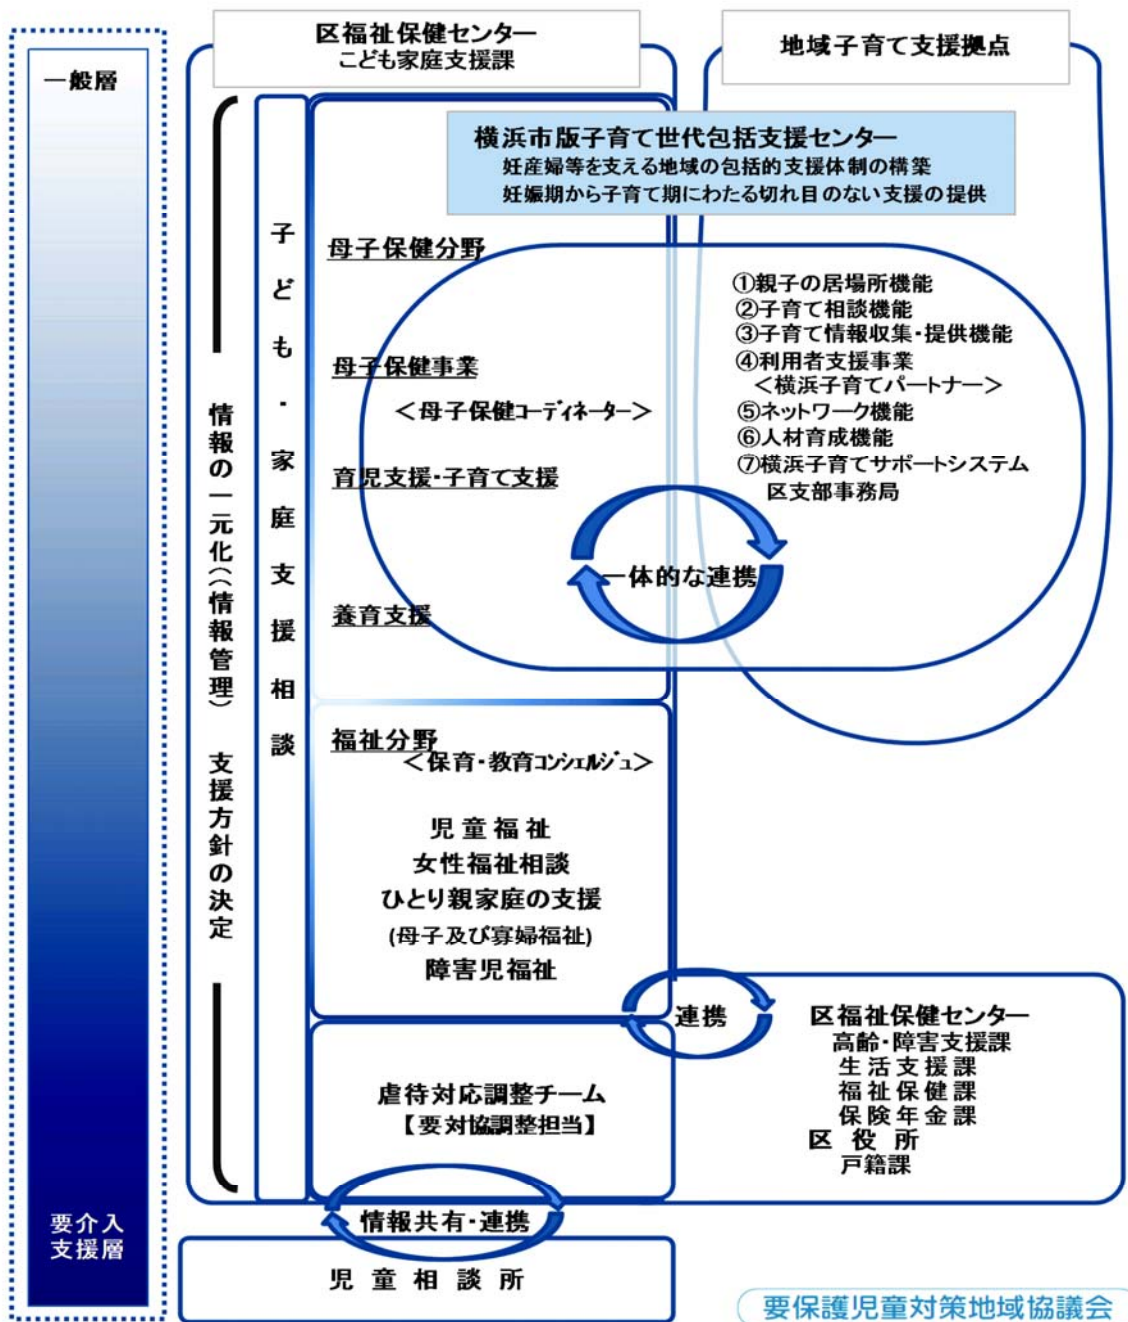 区福祉保健センター
こども家庭支援課
地域子育て支援拠点
一般層
横浜市版子育て世代包括支援センター
妊産婦等を支える地域の包括的支援体制の構築
妊娠期から子育て期にわたる切れ目のない支援の提供
情報の一元化((情報管理) 支援方針の決定
子ども・家庭支援相談
母子保健分野
母子保健事業
＜母子保健コーディネーター＞
育児支援・子育て支援
養育支援
①親子の居場所機能
②子育て相談機能
③子育て情報収集・提供機能
④利用者支援事業
＜横浜子育てパートナー＞
⑤ネットワーク機能
⑥人材育成機能
⑦横浜子育てサポートシステム
区支部事務局
一体的な連携
福祉分野
＜保育・教育コンシェルジュ＞
児童福祉
女性福祉相談
ひとり親家庭の支援
(母子及び寡婦福祉)
障害児福祉
連携
区福祉保健センター
高齢・障害支援課
生活支援課
福祉保健課
保険年金課
区役所
戸籍課
虐待対応調整チーム
【要対協調整担当】
要介入
支援層
情報共有・連携
児童相談所
要保護児童対策地域協議会